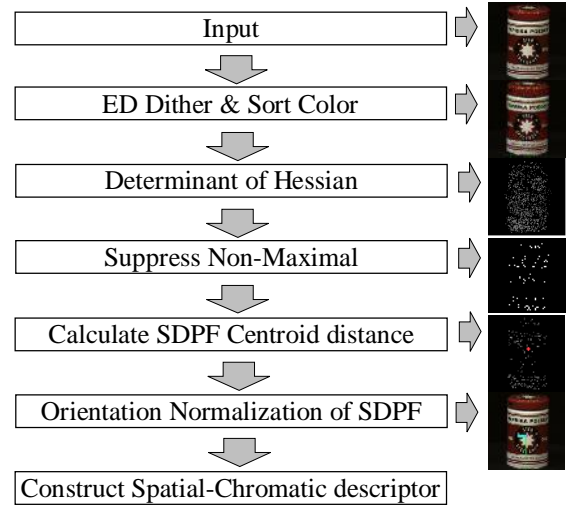 Input
ED Dither & Sort Color
Determinant of Hessian
Suppress Non-Maximal
Calculate SDPF Centroid distance
Orientation Normalization of SDPF
Construct Spatial-Chromatic descriptor